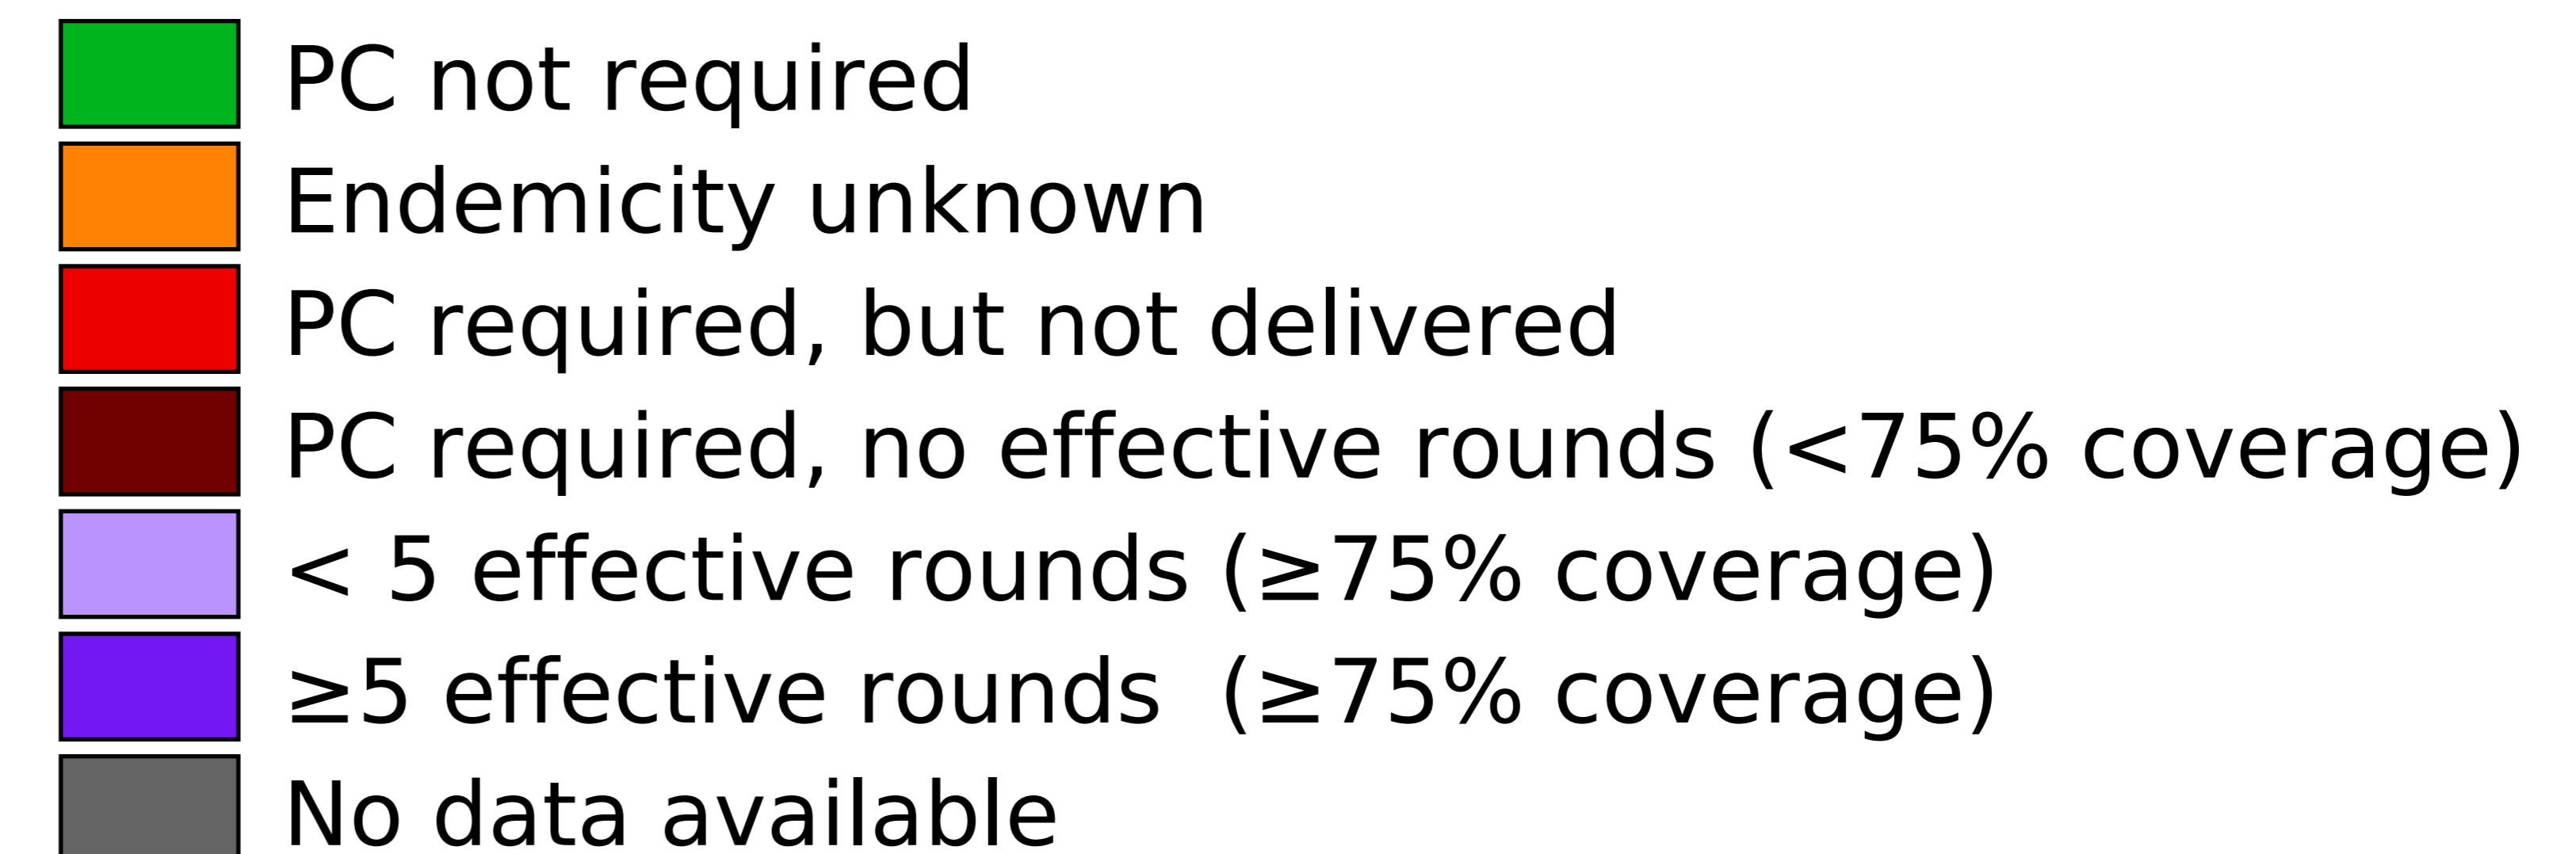 PC not required
Endemicity unknown
PC required, but not delivered
PC required, no effective rounds (<75% coverage)
< 5 effective rounds (≥75% coverage)
≥5 effective rounds  (≥75% coverage)
No data available